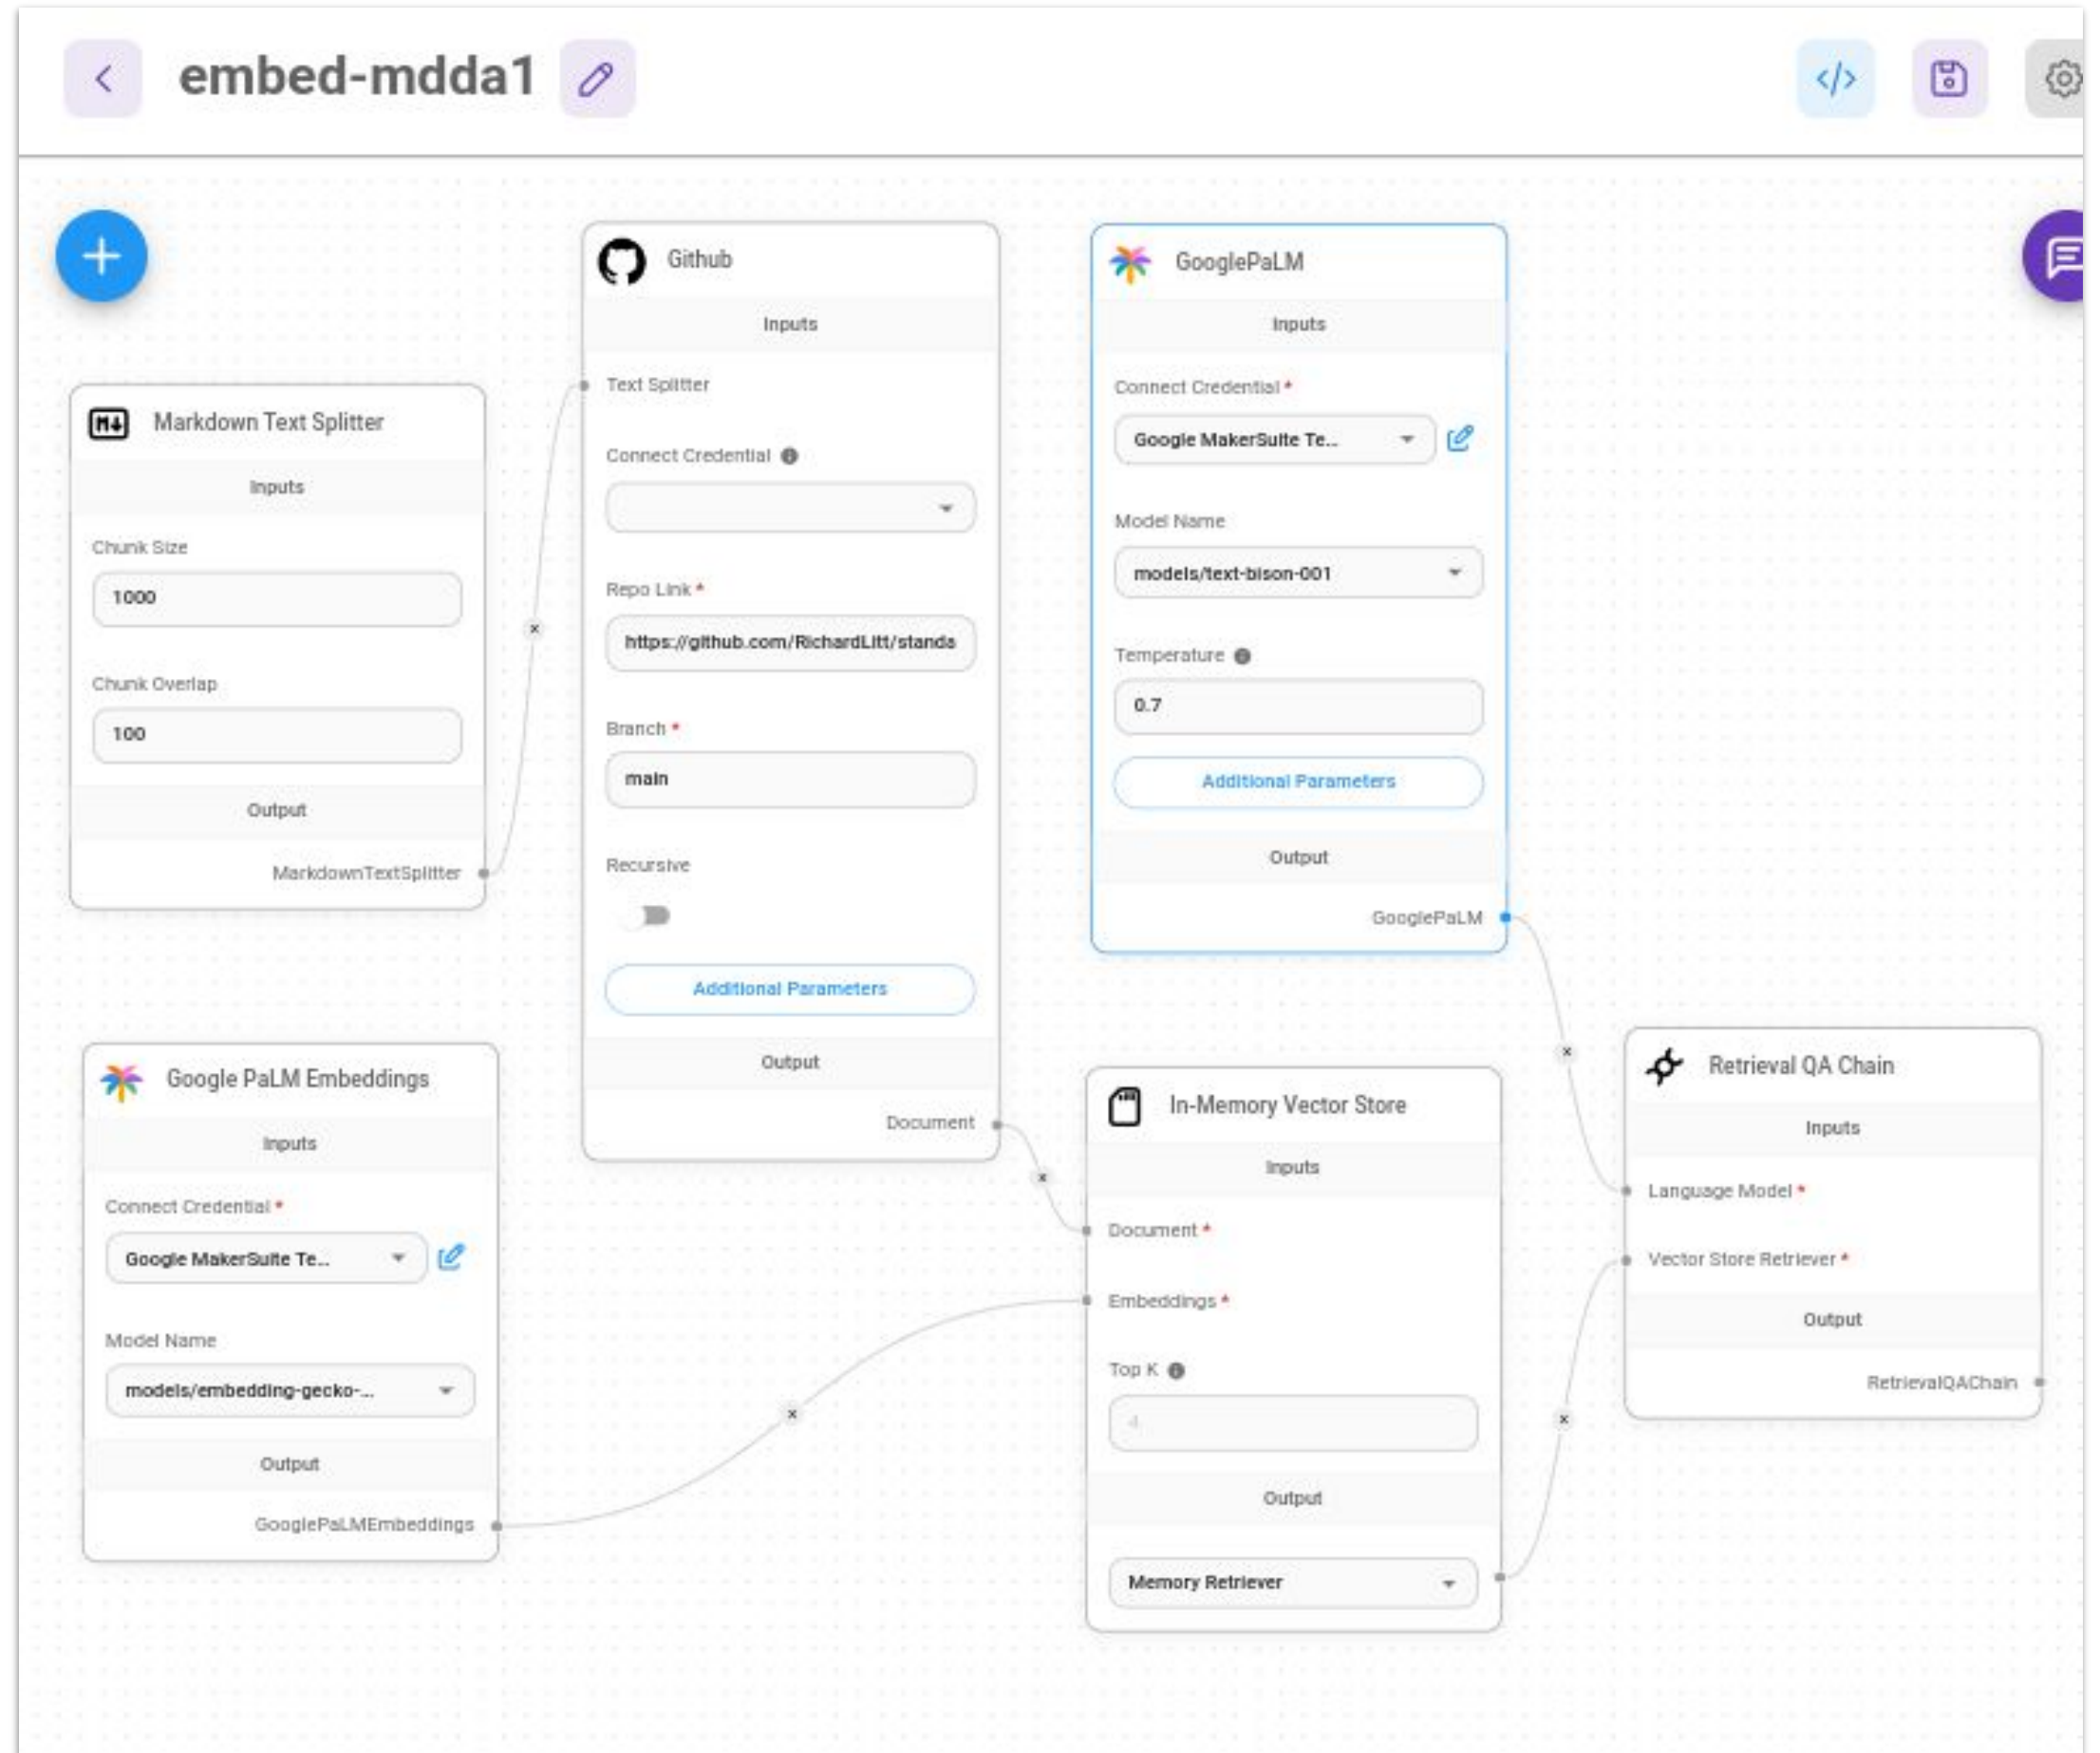 embed-mdda1
Markdown Text Splitter
Inputs
Chunk Size
1000
Chunk Overlap
100
Output
MarkdownTextSplitter
Google PaLM Embeddings
Inputs
Connect Credential *
Google MakerSuite Te...
Model Name
models/embedding-gecko-...
Output
GooglePaLMEmbeddings
Github
Inputs
Text Splitter
Connect Credential
Repo Link *
https://github.com/RichardLitt/standa
Branch *
main
Recursive
Additional Parameters
Output
Document
GooglePaLM
Inputs
Connect Credential *
Google MakerSuite Te...
Model Name
models/text-bison-001
Temperature
0.7
Additional Parameters
Output
GooglePaLM
In-Memory Vector Store
Inputs
Document *
Embeddings *
Top K
4
Output
Memory Retriever
Retrieval QA Chain
Inputs
Language Model *
Vector Store Retriever *
Output
RetrievalQAChain